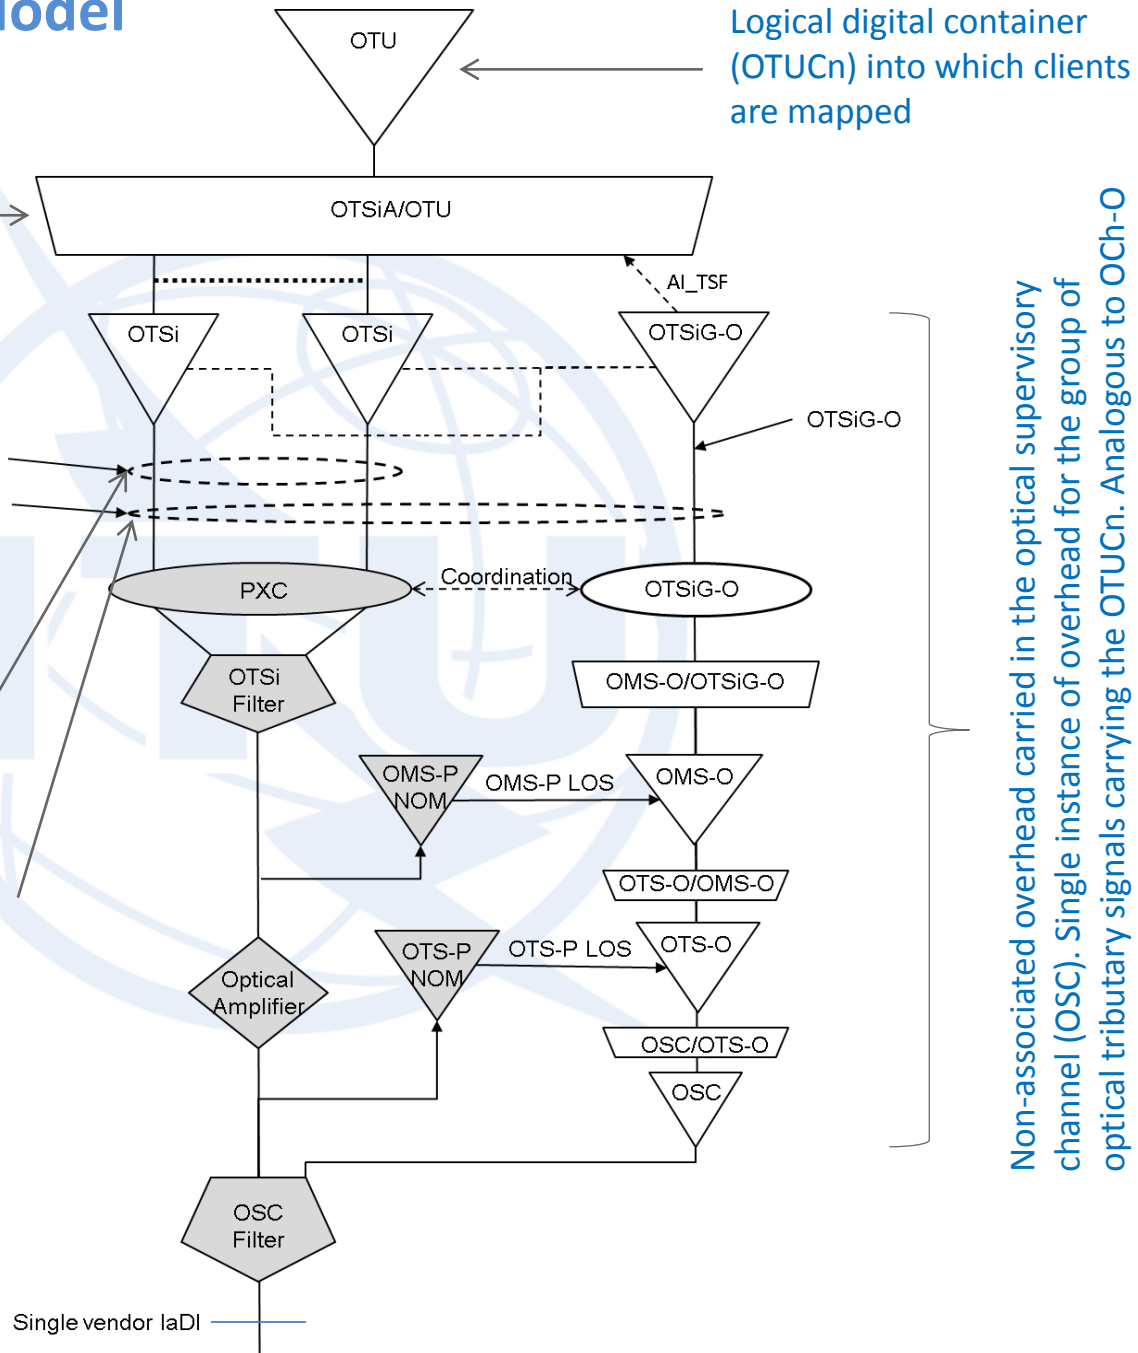 Model
Logical digital container
(OTUCn) into which clients
are mapped
OTU
OTSiA/OTU
AI_TSF
OTSi
OTSi
OTSiG-O
OTSiG-O
PXC
Coordination
OTSiG-O
OTSi
Filter
OMS-O/OTSiG-O
OMS-P
NOM
OMS-P LOS
OMS-O
OTS-O/OMS-O
OTS-P
NOM
OTS-P LOS
OTS-O
Optical
Amplifier
OSC/OTS-O
OSC
OSC
Filter
Single vendor IaDI
Non-associated overhead carried in the optical supervisory
channel (OSC). Single instance of overhead for the group of
optical tributary signals carrying the OTUCn. Analogous to OCh-O
ITU